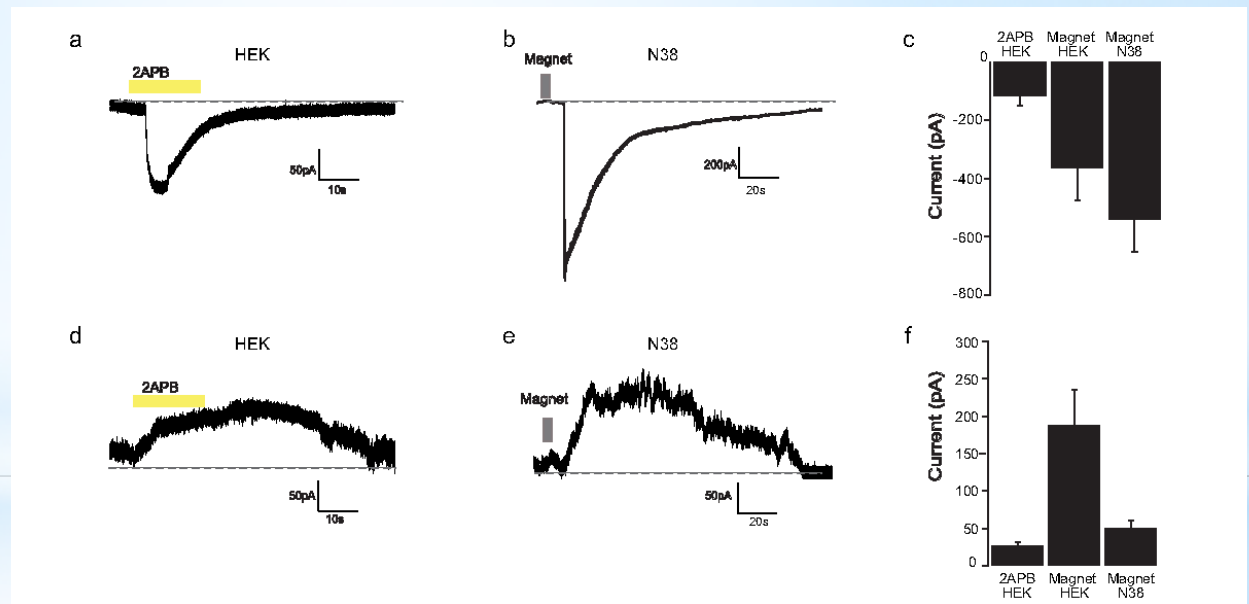 a
HEK
2APB
50pA
10s
b
N38
Magnet
200pA
20s
c
2APB Magnet Magnet
HEK HEK N38
0
-200
-400
-600
-800
Current (pA)
d
HEK
2APB
50pA
10s
e
N38
Magnet
50pA
20s
f
300
250
200
150
100
50
0
Current (pA)
2APB Magnet Magnet
HEK HEK N38